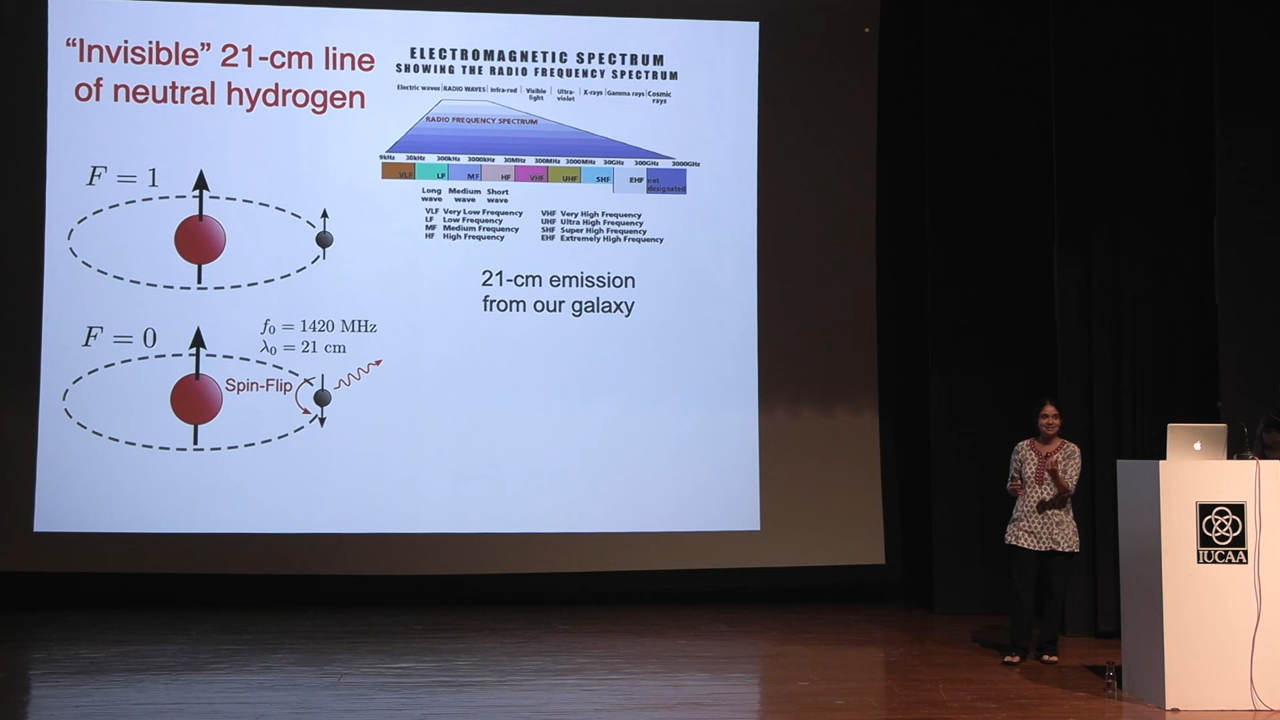 “Invisible” 21-cm line
of neutral hydrogen
F = 1
F = 0
f₀ = 1420 MHz
λ₀ = 21 cm
Spin-Flip
ELECTROMAGNETIC SPECTRUM
SHOWING THE RADIO FREQUENCY SPECTRUM
Electric waves RADIO WAVES Infra-red Visible light Ultra-violet X-rays Gamma rays Cosmic rays
RADIO FREQUENCY SPECTRUM
9kHz 30kHz 300kHz 3000kHz 30MHz 300MHz 3000MHz 30GHz 300GHz 3000GHz
VLF LF MF HF VHF UHF SHF EHF not designated
Long wave Medium wave Short wave
VLF Very Low Frequency
LF Low Frequency
MF Medium Frequency
HF High Frequency
VHF Very High Frequency
UHF Ultra High Frequency
SHF Super High Frequency
EHF Extremely High Frequency
21-cm emission
from our galaxy
IUCAA